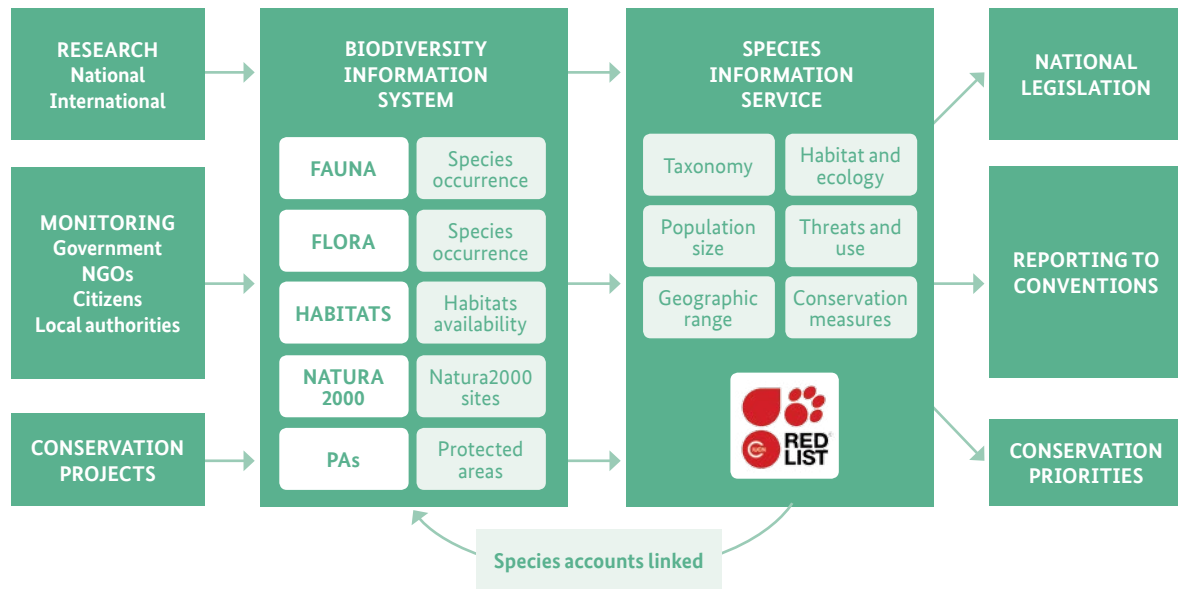 RESEARCH
National
International
MONITORING
Government
NGOs
Citizens
Local authorities
CONSERVATION
PROJECTS
BIODIVERSITY
INFORMATION
SYSTEM
FAUNA
Species
occurrence
FLORA
Species
occurrence
HABITATS
Habitats
availability
NATURA
2000
Natura2000
sites
PAs
Protected
areas
SPECIES
INFORMATION
SERVICE
Taxonomy
Habitat and
ecology
Population
size
Threats and
use
Geographic
range
Conservation
measures
IUCN
RED
LIST
NATIONAL
LEGISLATION
REPORTING TO
CONVENTIONS
CONSERVATION
PRIORITIES
Species accounts linked